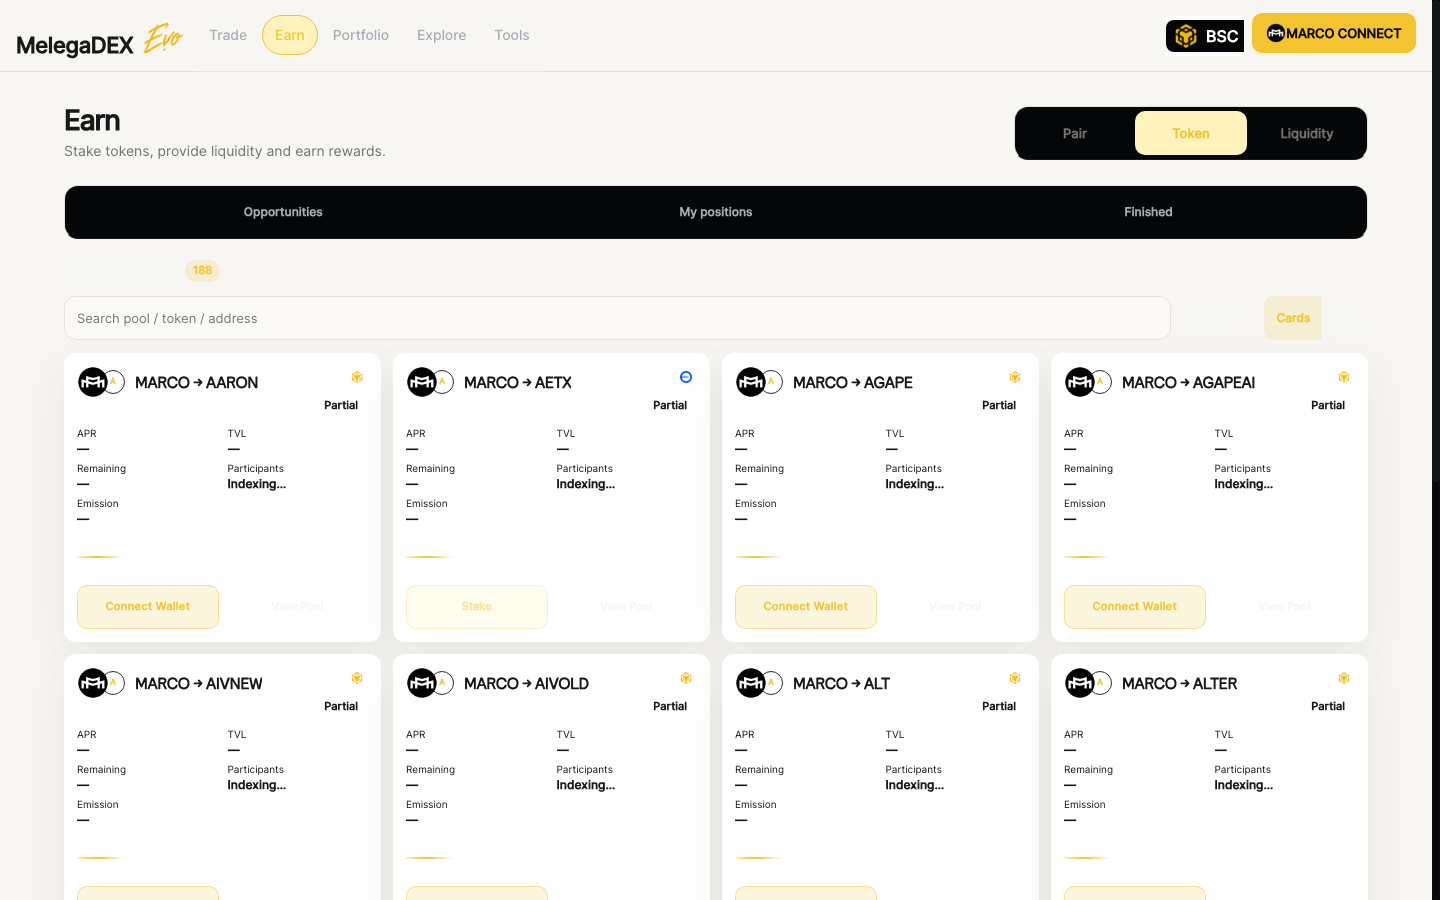 MelegaDEX Evo
Trade Earn Portfolio Explore Tools
BSC
MARCO CONNECT
Earn
Stake tokens, provide liquidity and earn rewards.
Pair Token Liquidity
Opportunities My positions Finished
188
Search pool / token / address
Cards
A MARCO → AARON
Partial
APR TVL
— —
Remaining Participants
— Indexing...
Emission
—
Connect Wallet View Pool
A MARCO → AETX
Partial
APR TVL
— —
Remaining Participants
— Indexing...
Emission
—
Stake View Pool
A MARCO → AGAPE
Partial
APR TVL
— —
Remaining Participants
— Indexing...
Emission
—
Connect Wallet View Pool
A MARCO → AGAPEAI
Partial
APR TVL
— —
Remaining Participants
— Indexing...
Emission
—
Connect Wallet View Pool
A MARCO → AIVNEW
Partial
APR TVL
— —
Remaining Participants
— Indexing...
Emission
—
A MARCO → AIVOLD
Partial
APR TVL
— —
Remaining Participants
— Indexing...
Emission
—
A MARCO → ALT
Partial
APR TVL
— —
Remaining Participants
— Indexing...
Emission
—
A MARCO → ALTER
Partial
APR TVL
— —
Remaining Participants
— Indexing...
Emission
—